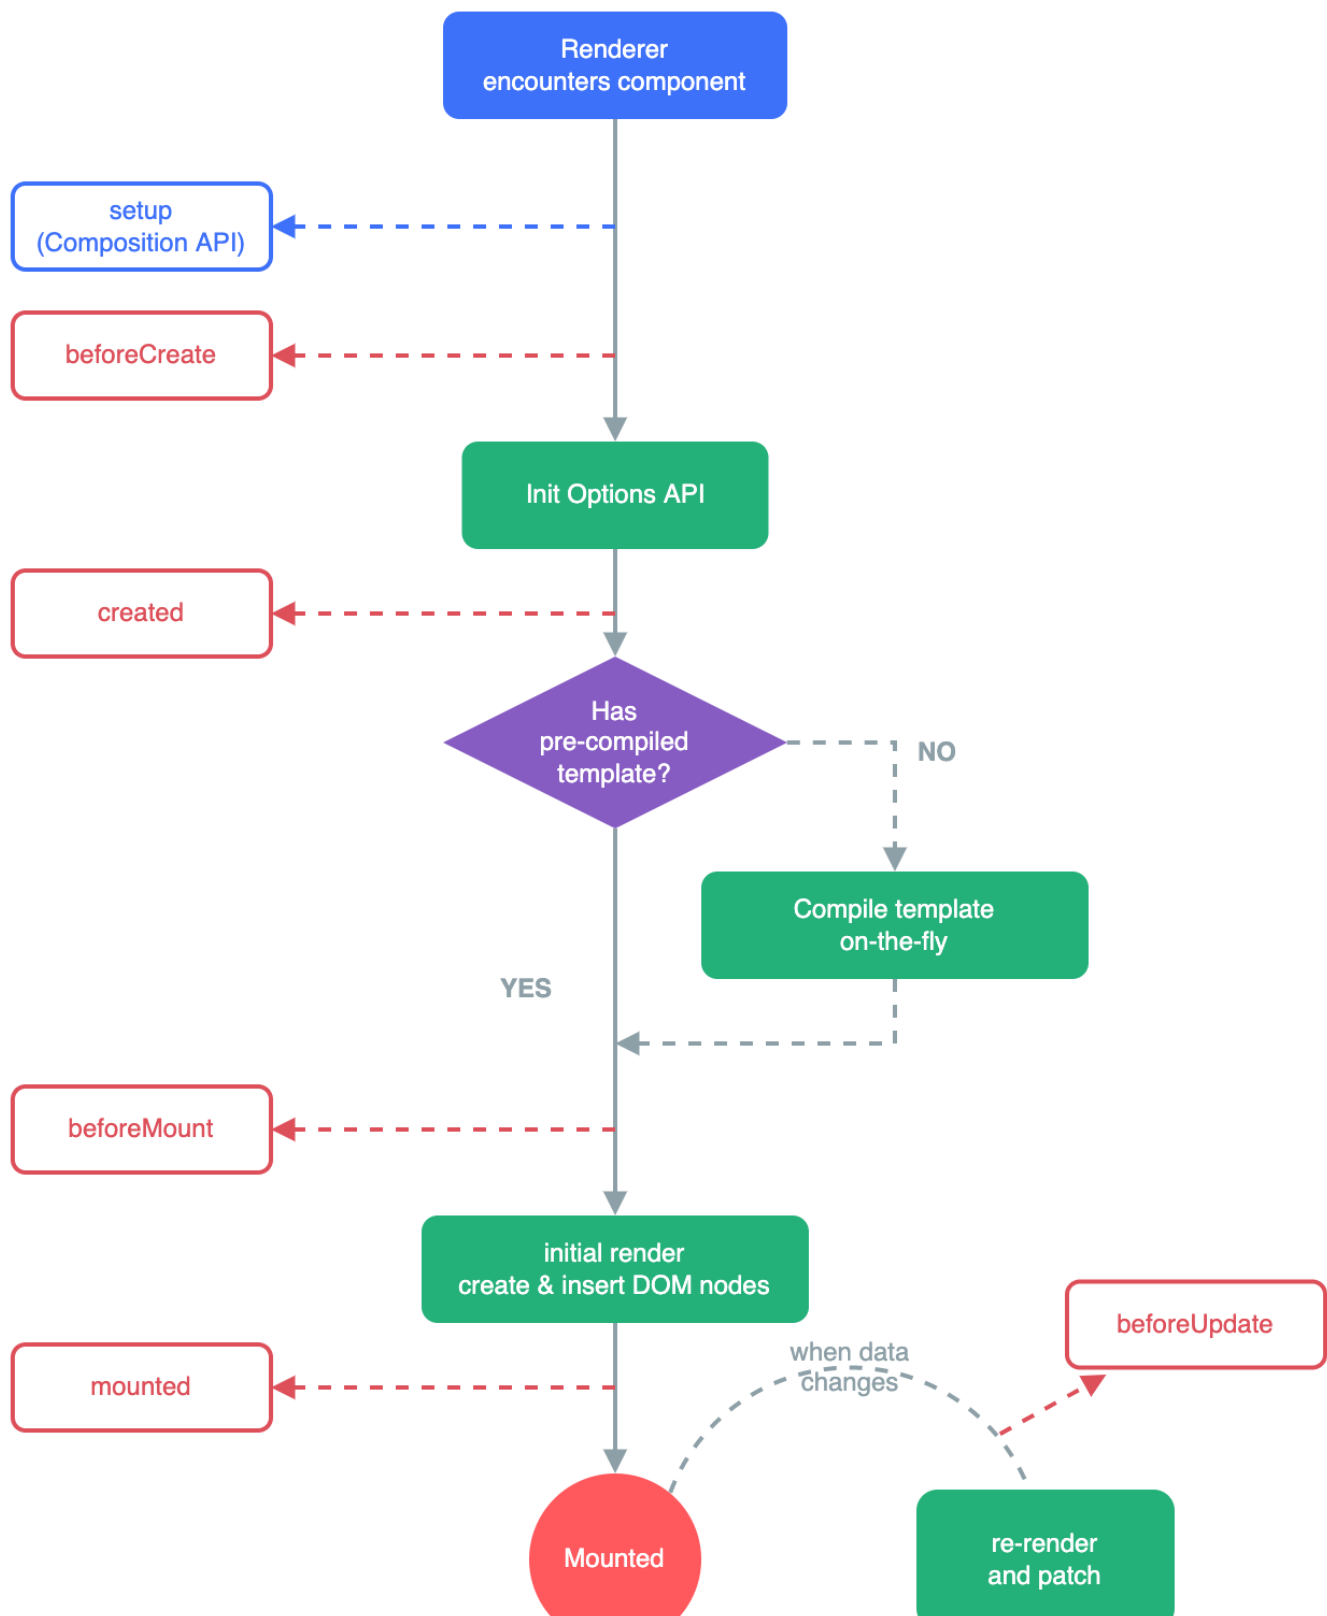 Renderer
encounters component
setup
(Composition API)
beforeCreate
Init Options API
created
Has
pre-compiled
template?
NO
Compile template
on-the-fly
YES
beforeMount
initial render
create & insert DOM nodes
beforeUpdate
when data
changes
mounted
Mounted
re-render
and patch